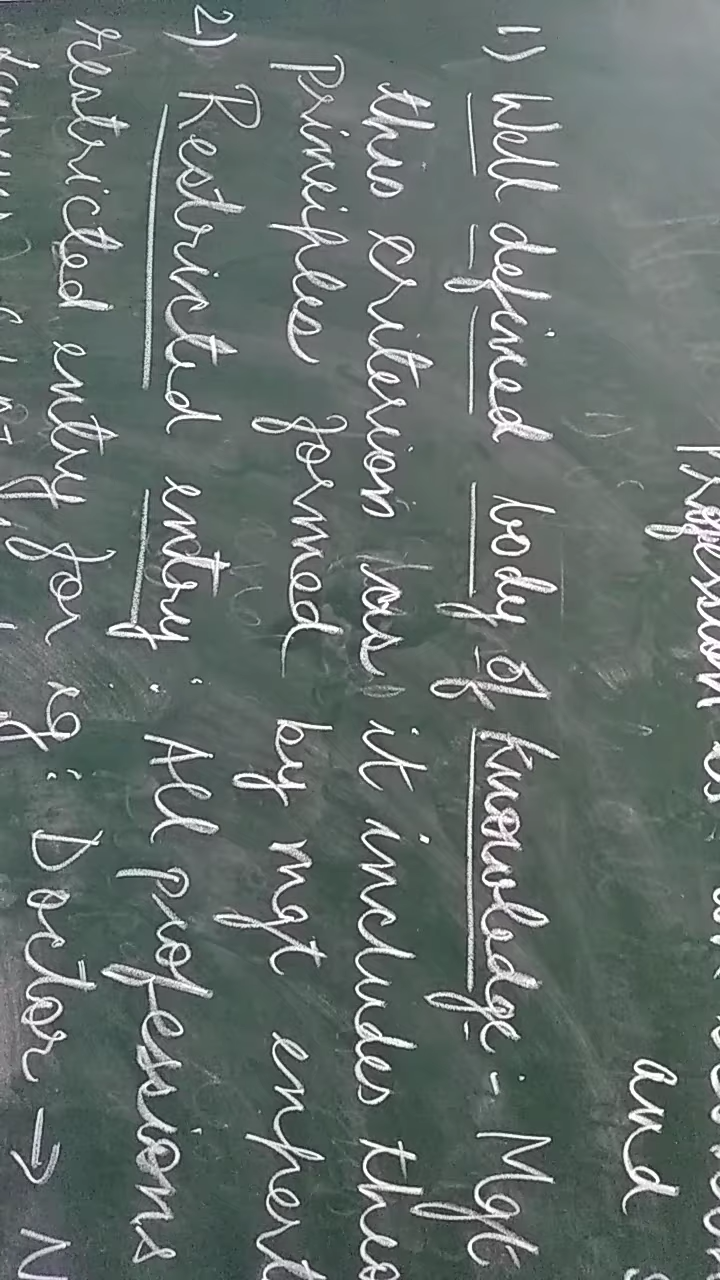 and
1) Well defined body of knowledge :- Mgt
this criterion as it includes theo
principles formed by mgt expert
2) Restricted entry : All professions
restricted entry for eg: Doctor → N